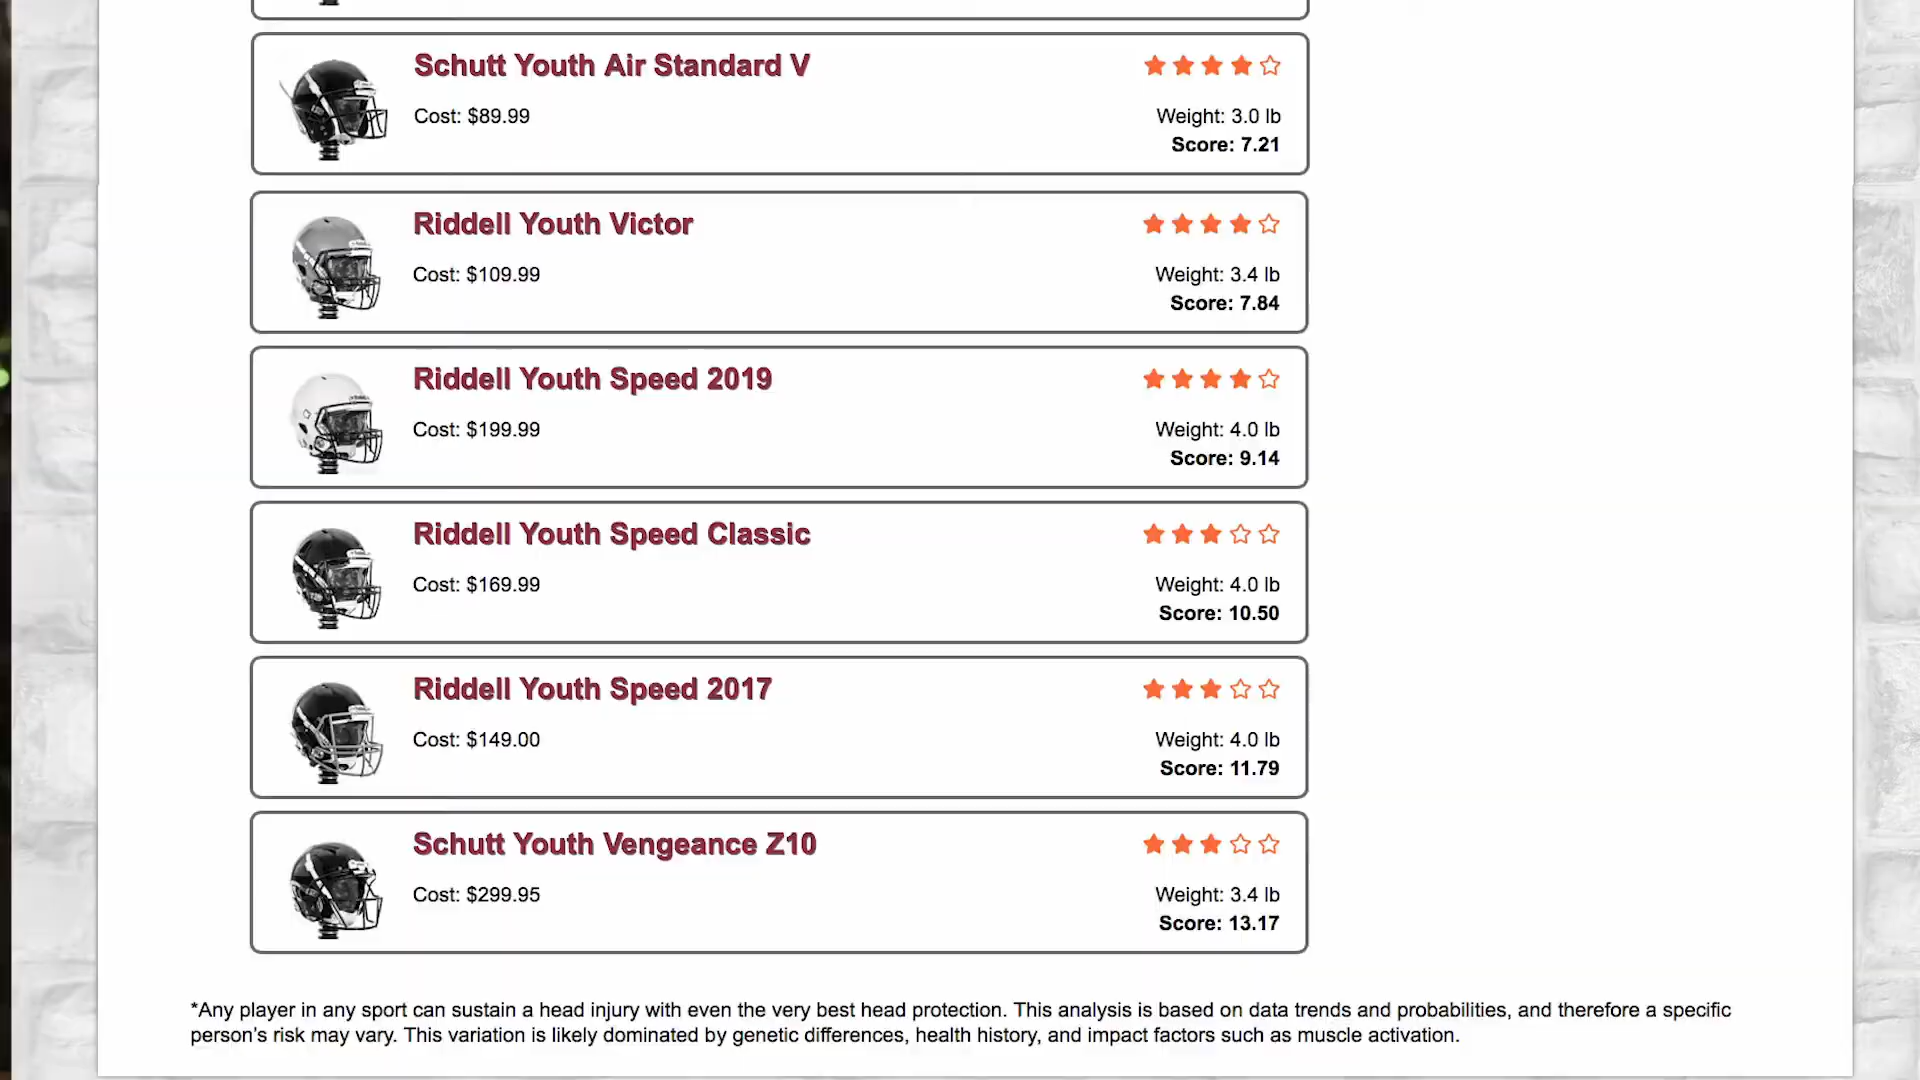 Schutt Youth Air Standard V
Cost: $89.99
Weight: 3.0 lb
Score: 7.21
Riddell Youth Victor
Cost: $109.99
Weight: 3.4 lb
Score: 7.84
Riddell Youth Speed 2019
Cost: $199.99
Weight: 4.0 lb
Score: 9.14
Riddell Youth Speed Classic
Cost: $169.99
Weight: 4.0 lb
Score: 10.50
Riddell Youth Speed 2017
Cost: $149.00
Weight: 4.0 lb
Score: 11.79
Schutt Youth Vengeance Z10
Cost: $299.95
Weight: 3.4 lb
Score: 13.17
*Any player in any sport can sustain a head injury with even the very best head protection. This analysis is based on data trends and probabilities, and therefore a specific
person's risk may vary. This variation is likely dominated by genetic differences, health history, and impact factors such as muscle activation.